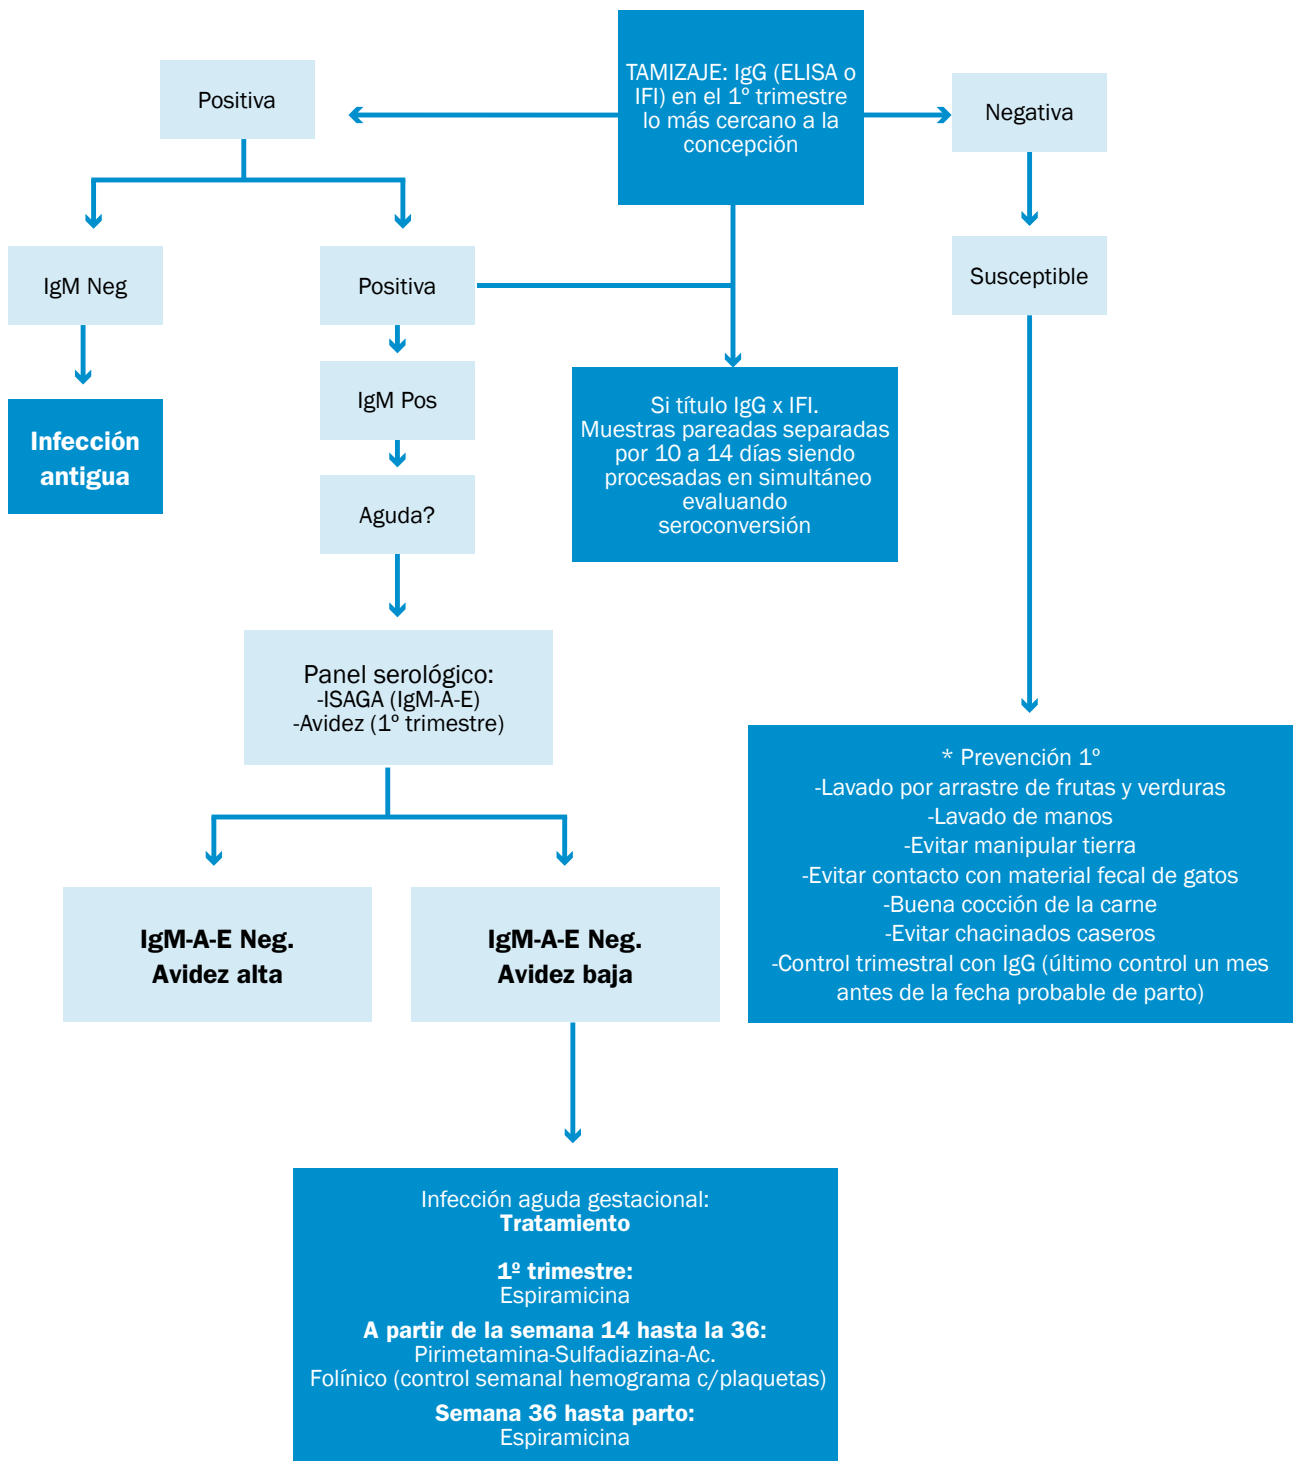 TAMIZAJE: IgG (ELISA o
IFI) en el 1º trimestre
lo más cercano a la
concepción
Positiva
Negativa
IgM Neg
Positiva
Susceptible
IgM Pos
Infección
antigua
Si título IgG x IFI.
Muestras pareadas separadas
por 10 a 14 días siendo
procesadas en simultáneo
evaluando
seroconversión
Aguda?
Panel serológico:
-ISAGA (IgM-A-E)
-Avidez (1º trimestre)
* Prevención 1º
-Lavado por arrastre de frutas y verduras
-Lavado de manos
-Evitar manipular tierra
-Evitar contacto con material fecal de gatos
-Buena cocción de la carne
-Evitar chacinados caseros
-Control trimestral con IgG (último control un mes
antes de la fecha probable de parto)
IgM-A-E Neg.
Avidez alta
IgM-A-E Neg.
Avidez baja
Infección aguda gestacional:
Tratamiento
1º trimestre:
Espiramicina
A partir de la semana 14 hasta la 36:
Pirimetamina-Sulfadiazina-Ac.
Folínico (control semanal hemograma c/plaquetas)
Semana 36 hasta parto:
Espiramicina